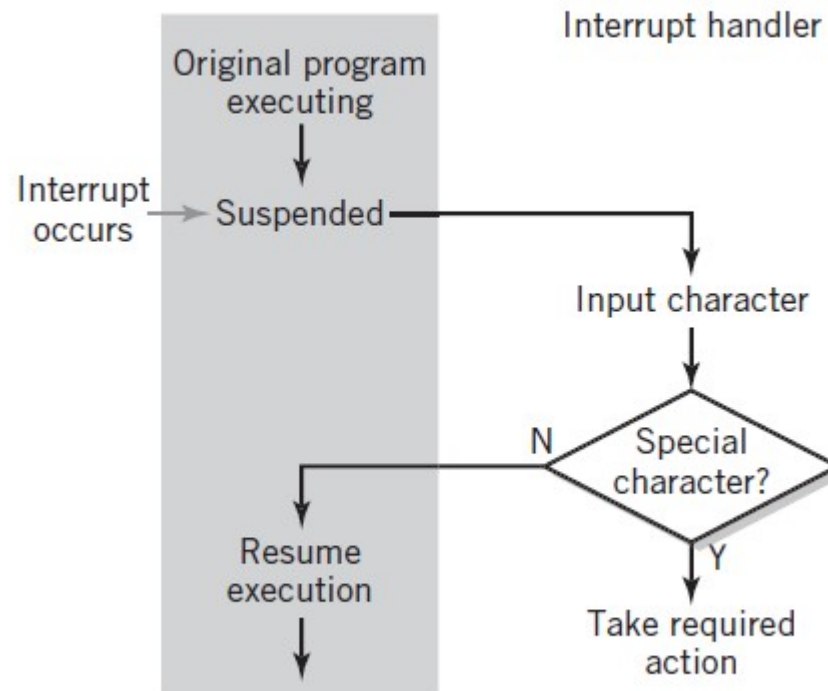 Interrupt handler
Original program
executing
Interrupt
occurs
Suspended
Input character
N
Special
character?
Y
Resume
execution
Take required
action